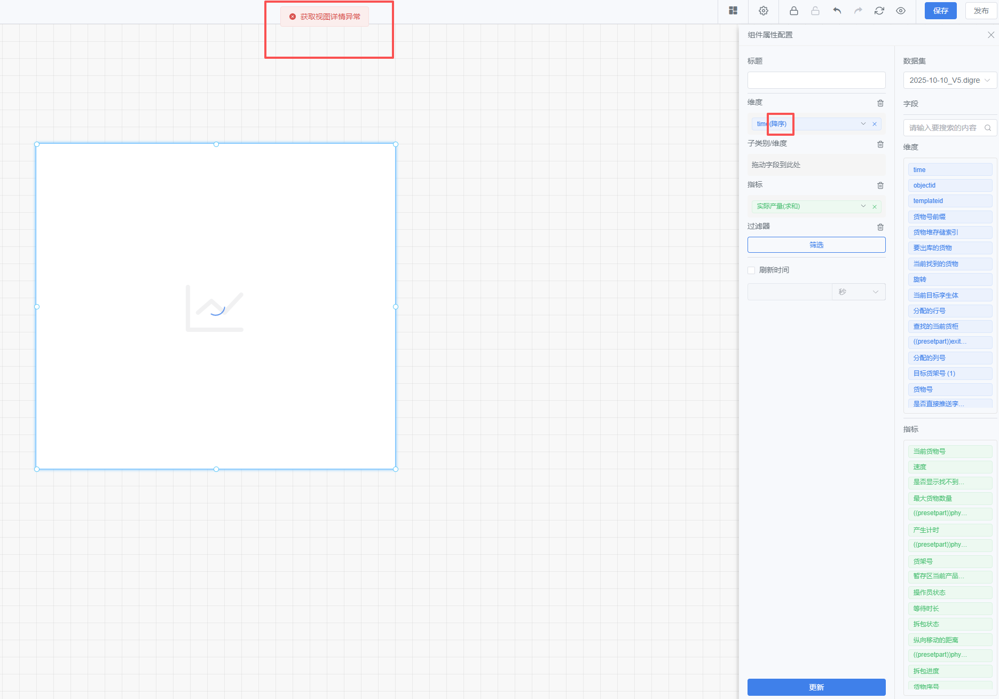 获取视图详情异常
保存
发布
组件属性配置
标题
维度
time(降序)
子类别/维度
拖动字段到此处
指标
实际产量(求和)
过滤器
筛选
刷新时间
秒
更新
数据集
2025-10-10_V5.digre
字段
请输入要搜索的内容
维度
time
objectid
templateid
货物号前缀
货物堆存储索引
要出库的货物
当前找到的货物
旋转
当前目标孪生体
分配的行号
查找的当前货柜
((presetpart))exit...
分配的列号
目标货架号 (1)
货物号
是否直接推送孪...
指标
当前货物号
速度
是否显示找不到...
最大货物数量
((presetpart))phy...
产生计时
((presetpart))phy...
货架号
暂存区当前产品...
操作员状态
等待时长
拆包状态
纵向移动的距离
((presetpart))phy...
拆包进度
货物序号